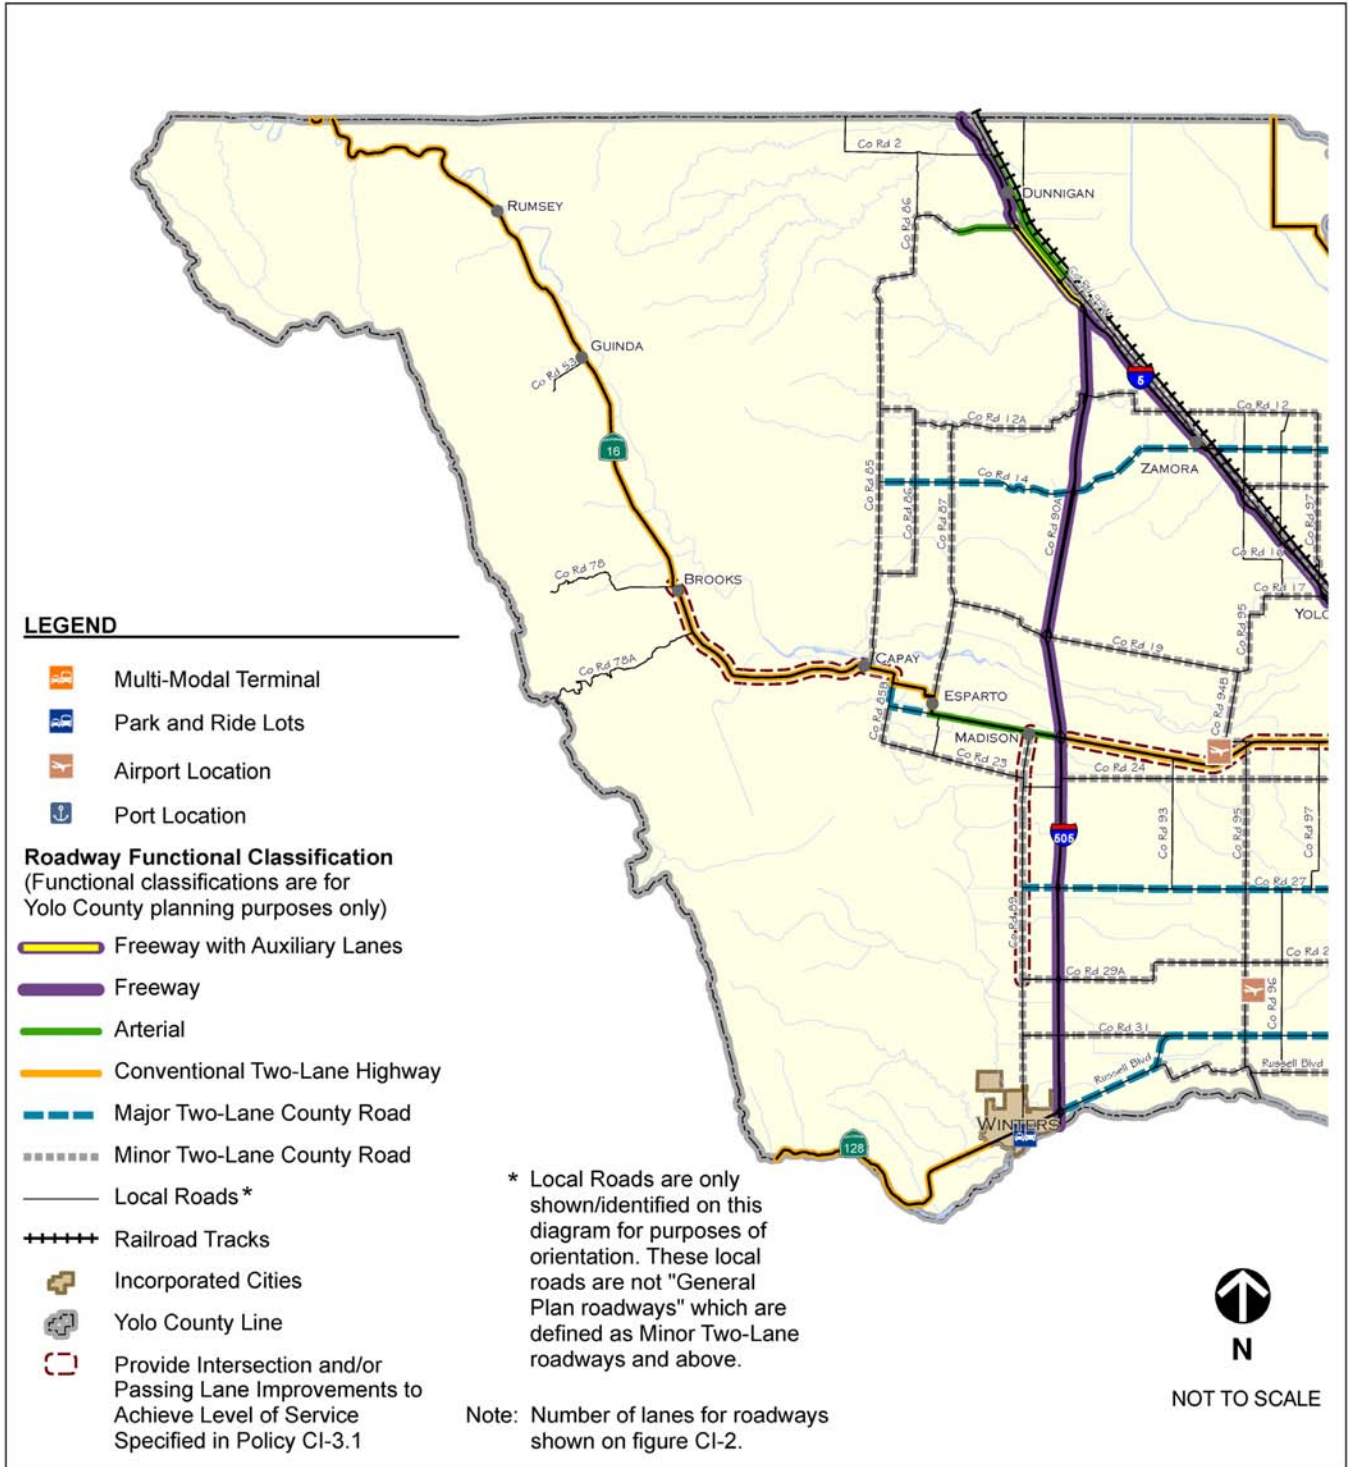 Co Rd 2
DUNNIGAN
RUMSEY
Co Rd 86
GUINDA
Co Rd 53
5
Co Rd 12
Co Rd 12A
16
ZAMORA
Co Rd 85
Co Rd 14
Co Rd 86
Co Rd 87
Co Rd 90A
Co Rd 97
Co Rd 78
BROOKS
Co Rd 17
YOLO
Co Rd 95
Co Rd 19
Co Rd 78A
CAPAY
ESPARTO
Co Rd 85B
Co Rd 94B
MADISON
Co Rd 23
Co Rd 24
505
Co Rd 93
Co Rd 95
Co Rd 97
Co Rd 27
Co Rd 89
Co Rd 2
Co Rd 29A
Co Rd 96
Co Rd 31
Russell Blvd
Russell Blvd
WINTERS
128
LEGEND
Multi-Modal Terminal
Park and Ride Lots
Airport Location
Port Location
Roadway Functional Classification
(Functional classifications are for
Yolo County planning purposes only)
Freeway with Auxiliary Lanes
Freeway
Arterial
Conventional Two-Lane Highway
Major Two-Lane County Road
Minor Two-Lane County Road
Local Roads *
Railroad Tracks
Incorporated Cities
Yolo County Line
Provide Intersection and/or
Passing Lane Improvements to
Achieve Level of Service
Specified in Policy CI-3.1
* Local Roads are only
shown/identified on this
diagram for purposes of
orientation. These local
roads are not "General
Plan roadways" which are
defined as Minor Two-Lane
roadways and above.
Note: Number of lanes for roadways
shown on figure CI-2.
N
NOT TO SCALE